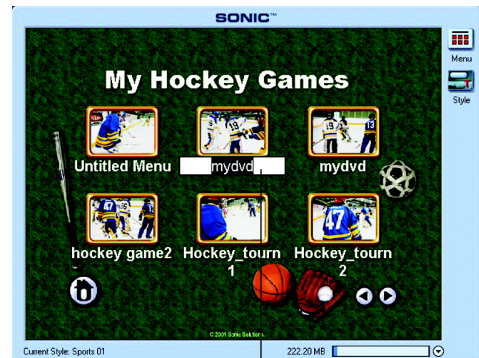 SONIC™
Menu
Style
My Hockey Games
Untitled Menu
mydvd
mydvd
hockey game2
Hockey_tourn
1
Hockey_tourn
2
© 2001 Sonic Solutions.
Current Style: Sports 01
222.20 MB